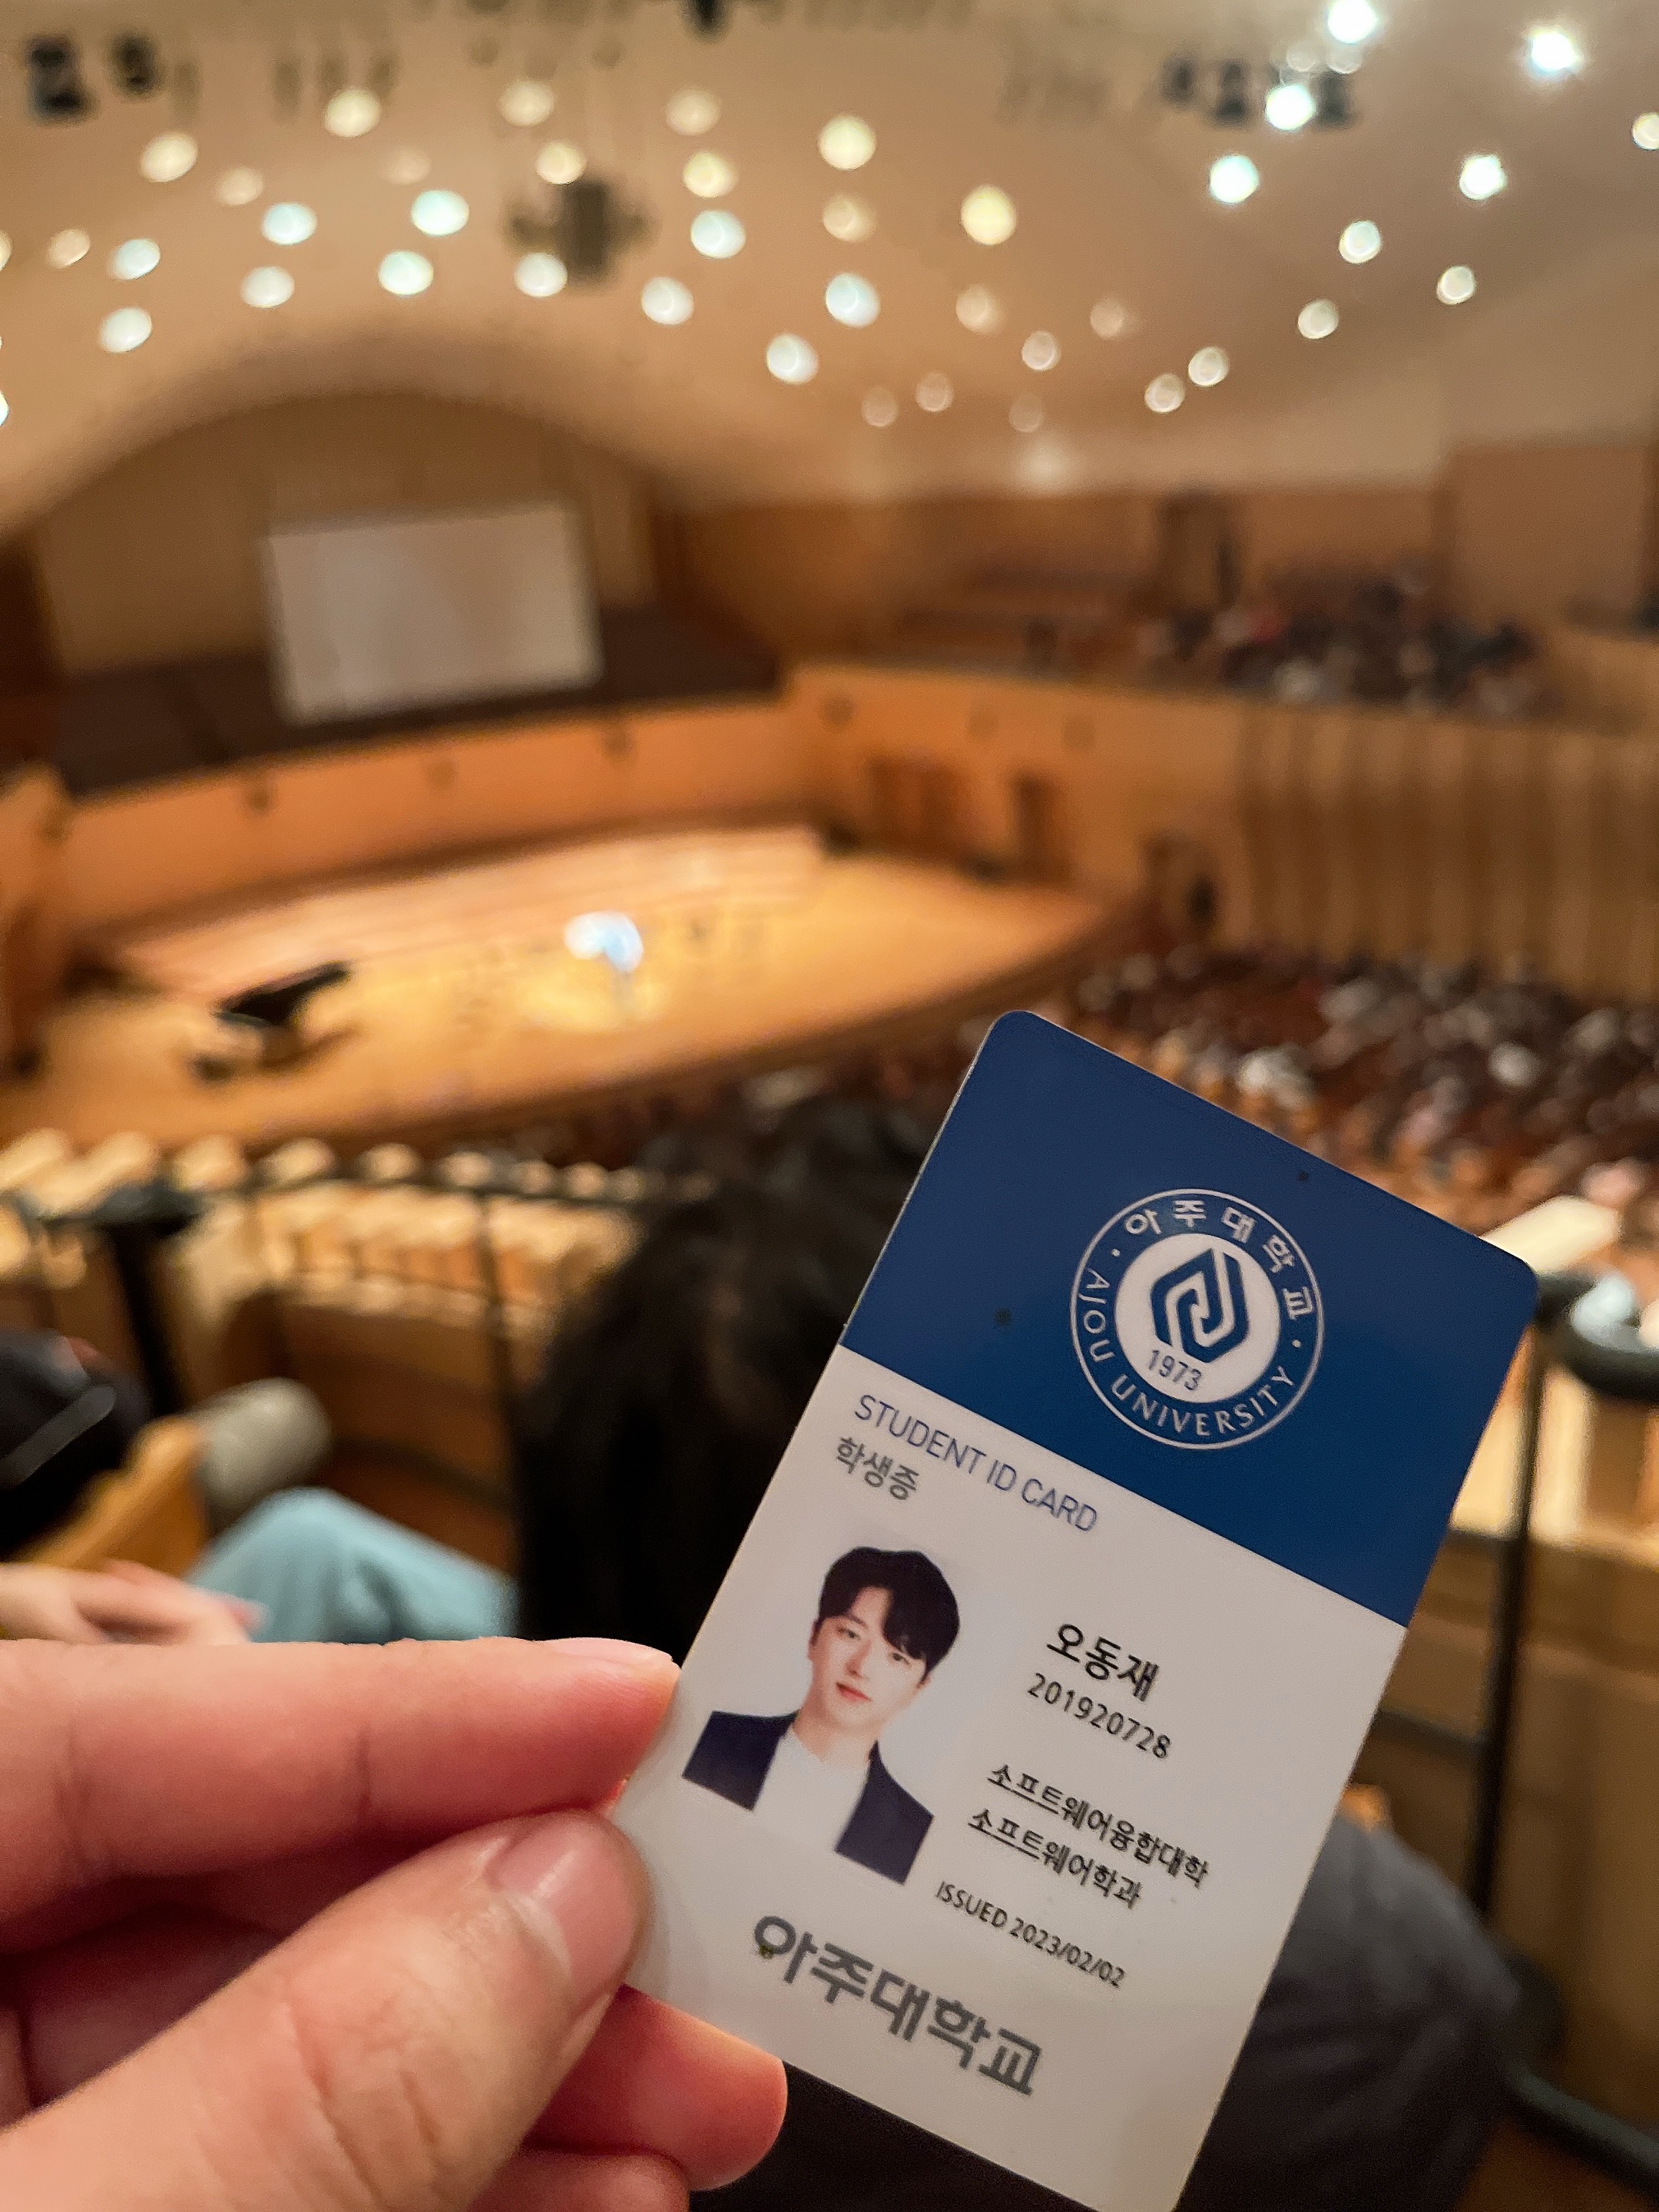 아주대학교
AJOU UNIVERSITY
1973
STUDENT ID CARD
학생증
오동재
201920728
소프트웨어융합대학
소프트웨어학과
ISSUED 2023/02/02
아주대학교